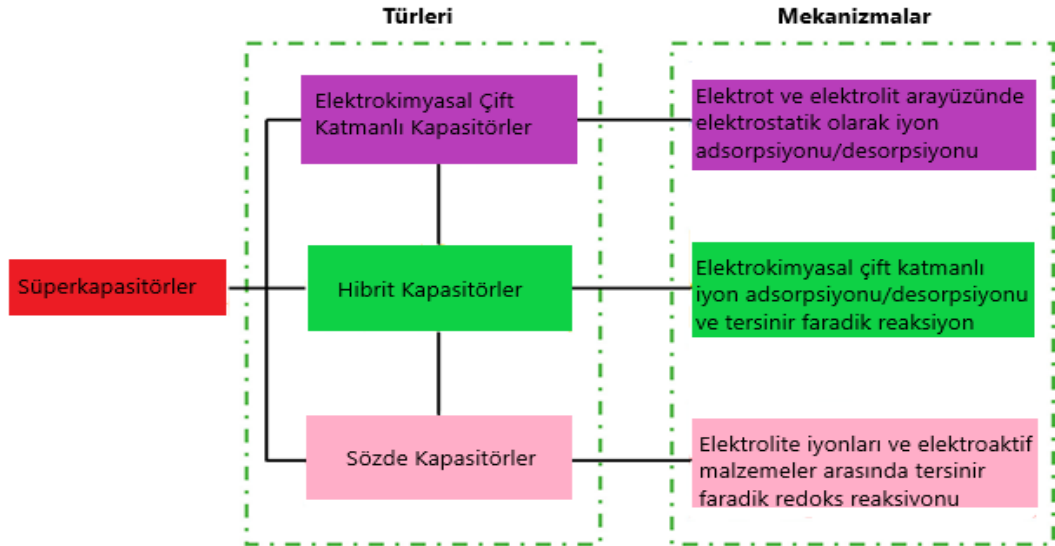 Türleri
Mekanizmalar
Elektrokimyasal Çift
Katmanlı Kapasitörler
Elektrot ve elektrolit arayüzünde
elektrostatik olarak iyon
adsorpsiyonu/desorpsiyonu
Süperkapasitörler
Hibrit Kapasitörler
Elektrokimyasal çift katmanlı
iyon adsorpsiyonu/desorpsiyonu
ve tersinir faradik reaksiyon
Sözde Kapasitörler
Elektrolite iyonları ve elektroaktif
malzemeler arasında tersinir
faradik redoks reaksivonu